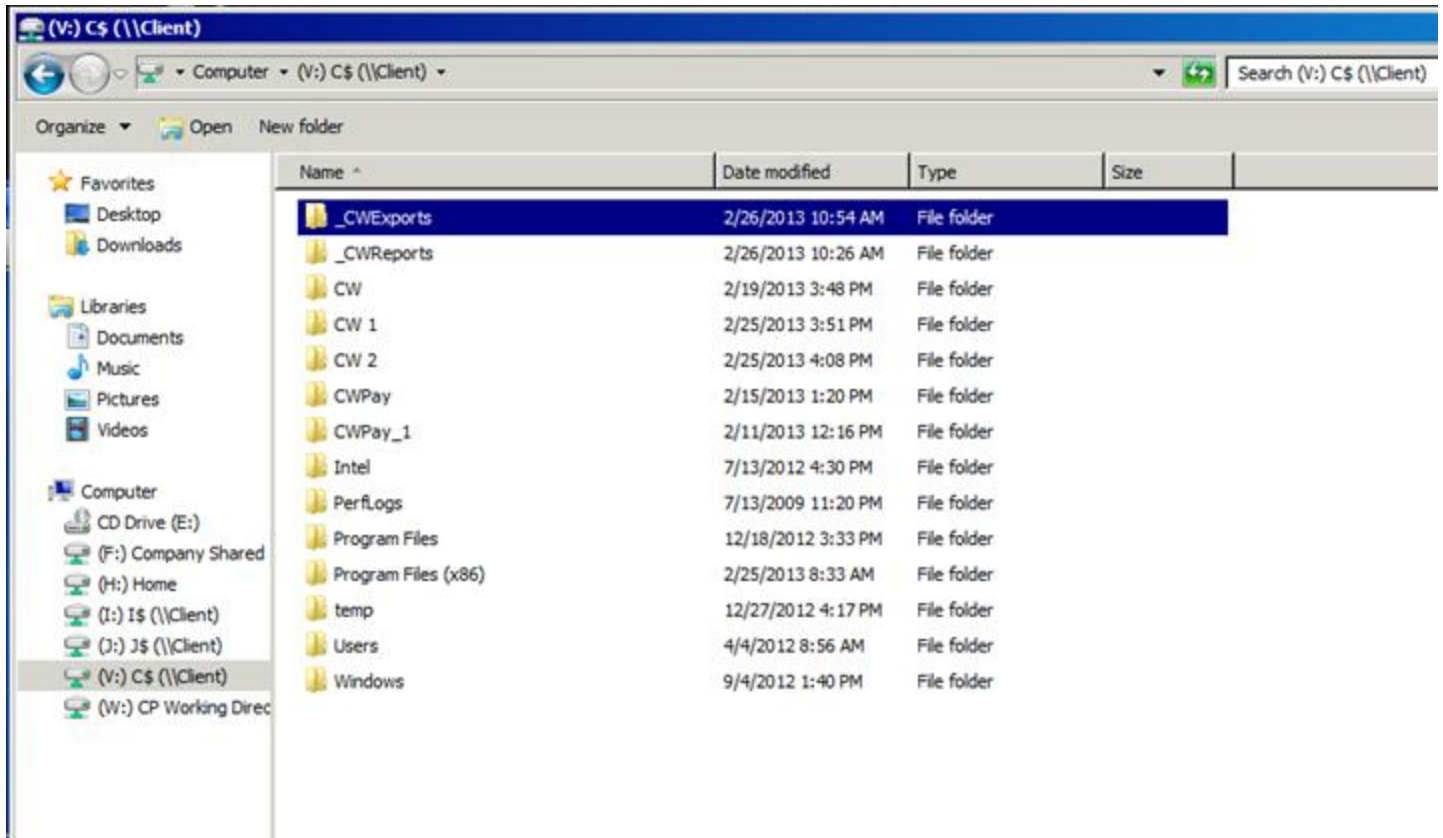 (V:) C$ (\\Client)
Computer (V:) C$ (\\Client) Search (V:) C$ (\\Client)
Organize Open New folder
Name Date modified Type Size
Favorites
Desktop
Downloads
Libraries
Documents
Music
Pictures
Videos
Computer
CD Drive (E:)
(F:) Company Shared
(H:) Home
(I:) I$ (\\Client)
(J:) J$ (\\Client)
(V:) C$ (\\Client)
(W:) CP Working Direc
_CWExports 2/26/2013 10:54 AM File folder
_CWReports 2/26/2013 10:26 AM File folder
CW 2/19/2013 3:48 PM File folder
CW 1 2/25/2013 3:51 PM File folder
CW 2 2/25/2013 4:08 PM File folder
CWPay 2/15/2013 1:20 PM File folder
CWPay_1 2/11/2013 12:16 PM File folder
Intel 7/13/2012 4:30 PM File folder
PerfLogs 7/13/2009 11:20 PM File folder
Program Files 12/18/2012 3:33 PM File folder
Program Files (x86) 2/25/2013 8:33 AM File folder
temp 12/27/2012 4:17 PM File folder
Users 4/4/2012 8:56 AM File folder
Windows 9/4/2012 1:40 PM File folder